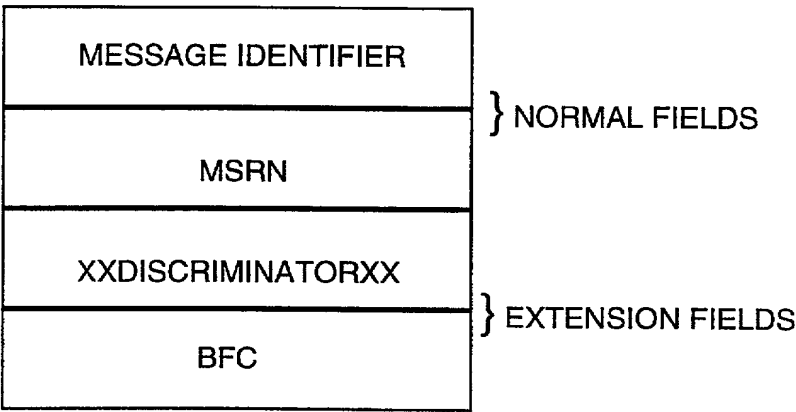 MESSAGE IDENTIFIER
} NORMAL FIELDS
MSRN
XXDISCRIMINATORXX
} EXTENSION FIELDS
BFC